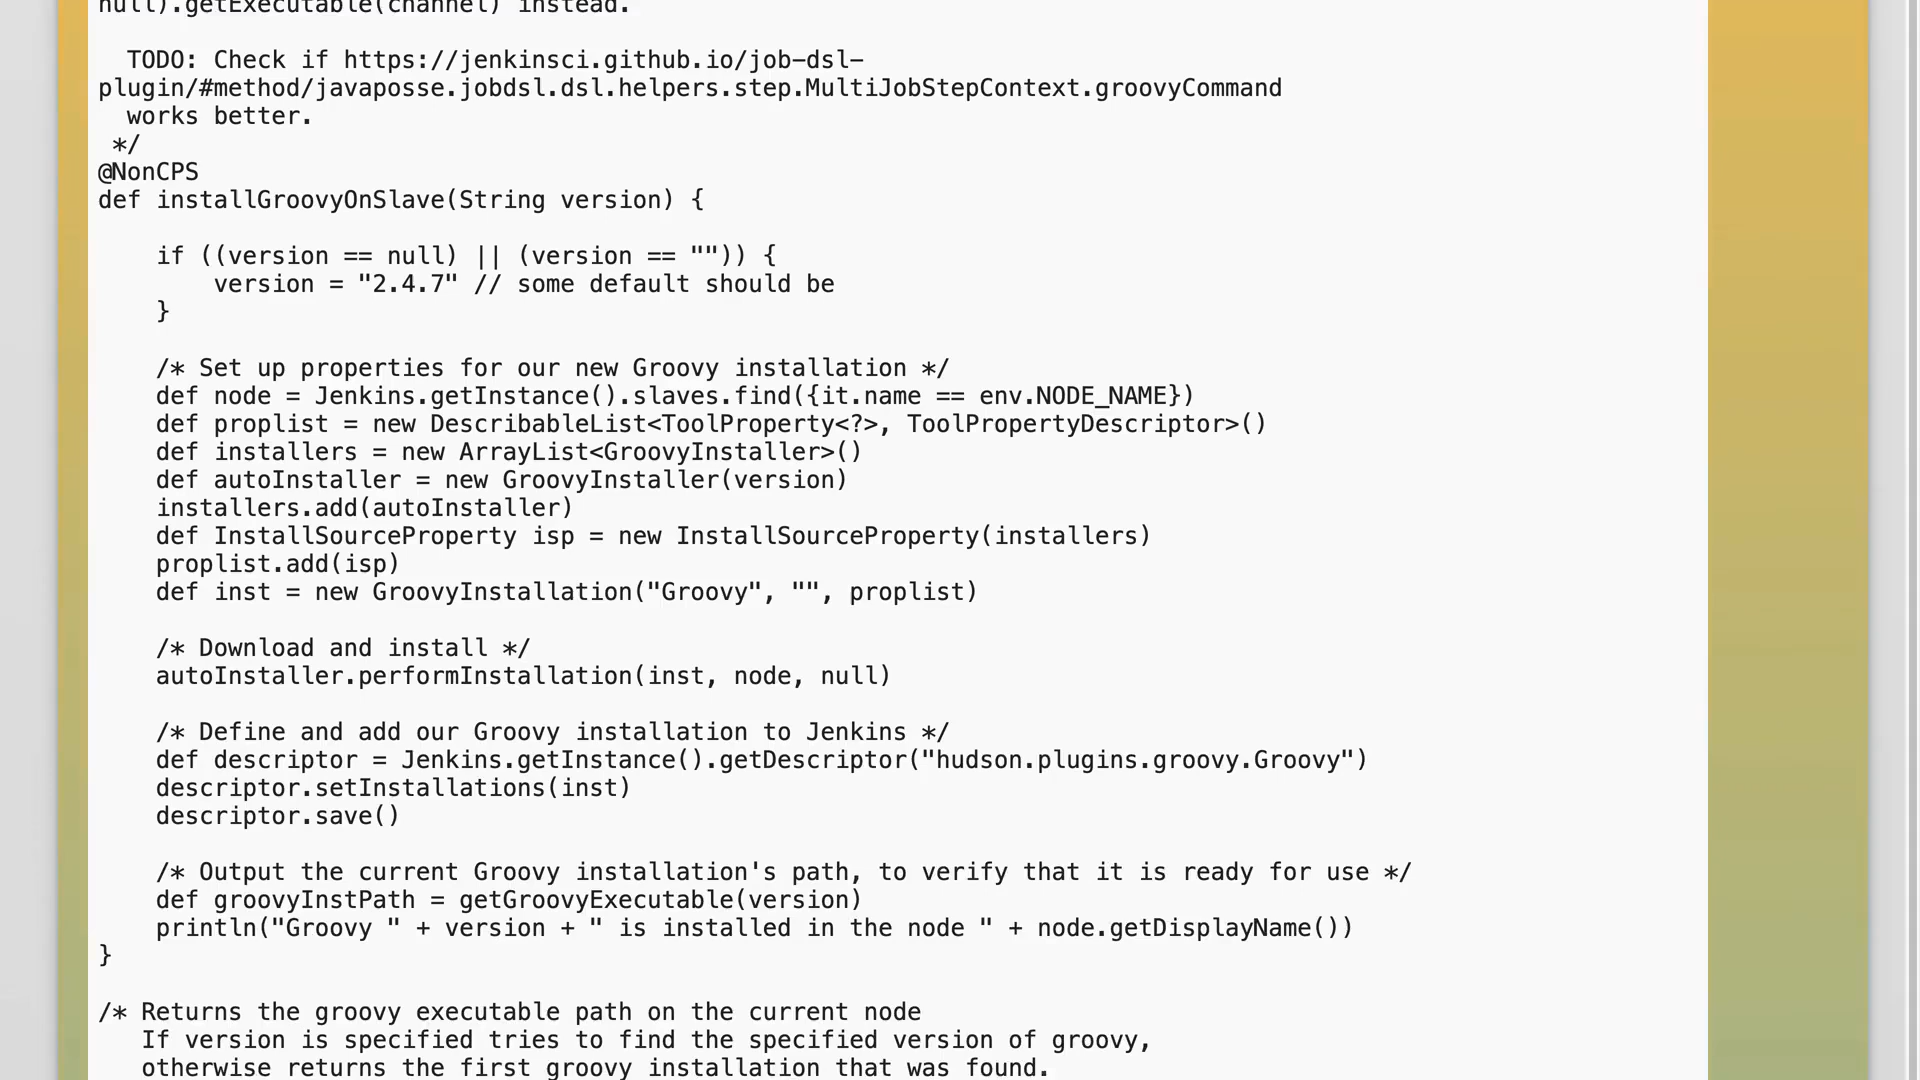 null).getExecutable(channel) instead.
TODO: Check if https://jenkinsci.github.io/job-dsl-
plugin/#method/javaposse.jobdsl.dsl.helpers.step.MultiJobStepContext.groovyCommand
works better.
*/
@NonCPS
def installGroovyOnSlave(String version) {
if ((version == null) || (version == "")) {
version = "2.4.7" // some default should be
}
/* Set up properties for our new Groovy installation */
def node = Jenkins.getInstance().slaves.find({it.name == env.NODE_NAME})
def proplist = new DescribableList<ToolProperty<?>, ToolPropertyDescriptor>()
def installers = new ArrayList<GroovyInstaller>()
def autoInstaller = new GroovyInstaller(version)
installers.add(autoInstaller)
def InstallSourceProperty isp = new InstallSourceProperty(installers)
proplist.add(isp)
def inst = new GroovyInstallation("Groovy", "", proplist)
/* Download and install */
autoInstaller.performInstallation(inst, node, null)
/* Define and add our Groovy installation to Jenkins */
def descriptor = Jenkins.getInstance().getDescriptor("hudson.plugins.groovy.Groovy")
descriptor.setInstallations(inst)
descriptor.save()
/* Output the current Groovy installation's path, to verify that it is ready for use */
def groovyInstPath = getGroovyExecutable(version)
println("Groovy " + version + " is installed in the node " + node.getDisplayName())
}
/* Returns the groovy executable path on the current node
If version is specified tries to find the specified version of groovy,
otherwise returns the first groovy installation that was found.